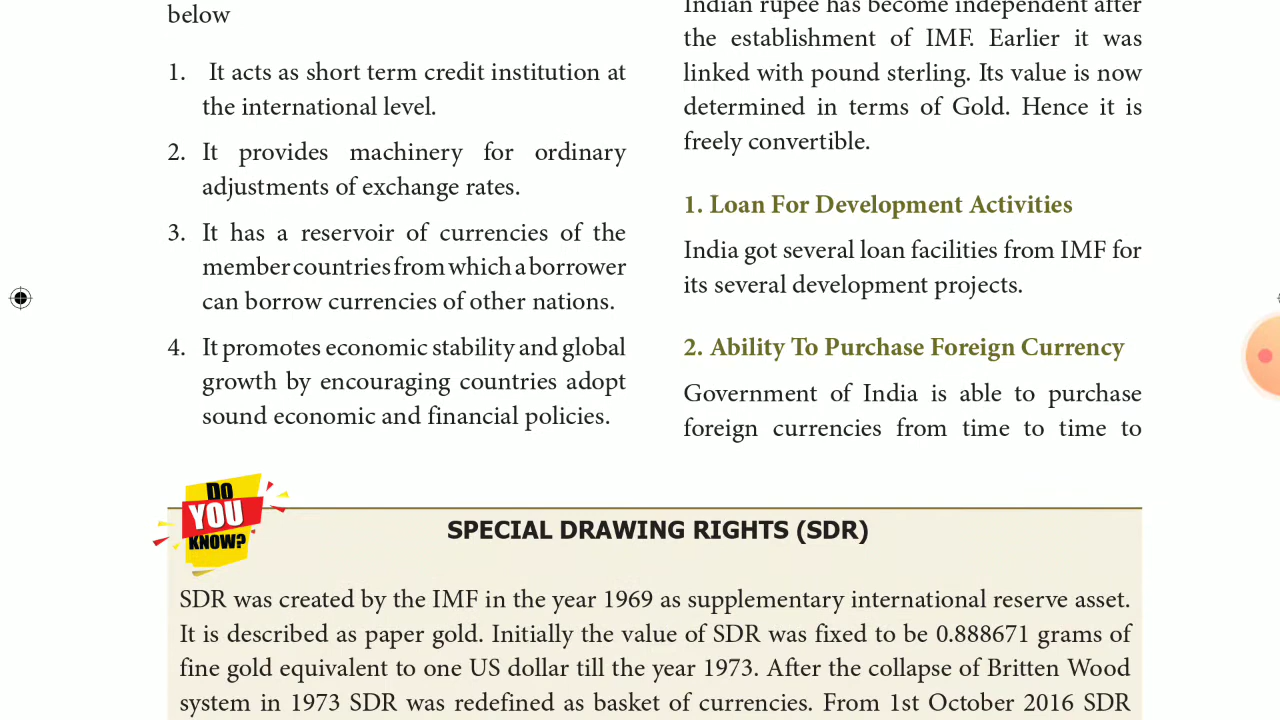 below
1. It acts as short term credit institution at
the international level.
2. It provides machinery for ordinary
adjustments of exchange rates.
3. It has a reservoir of currencies of the
member countries from which a borrower
can borrow currencies of other nations.
4. It promotes economic stability and global
growth by encouraging countries adopt
sound economic and financial policies.
Indian rupee has become independent after
the establishment of IMF. Earlier it was
linked with pound sterling. Its value is now
determined in terms of Gold. Hence it is
freely convertible.
1. Loan For Development Activities
India got several loan facilities from IMF for
its several development projects.
2. Ability To Purchase Foreign Currency
Government of India is able to purchase
foreign currencies from time to time to
DO
YOU
KNOW?
SPECIAL DRAWING RIGHTS (SDR)
SDR was created by the IMF in the year 1969 as supplementary international reserve asset.
It is described as paper gold. Initially the value of SDR was fixed to be 0.888671 grams of
fine gold equivalent to one US dollar till the year 1973. After the collapse of Britten Wood
system in 1973 SDR was redefined as basket of currencies. From 1st October 2016 SDR